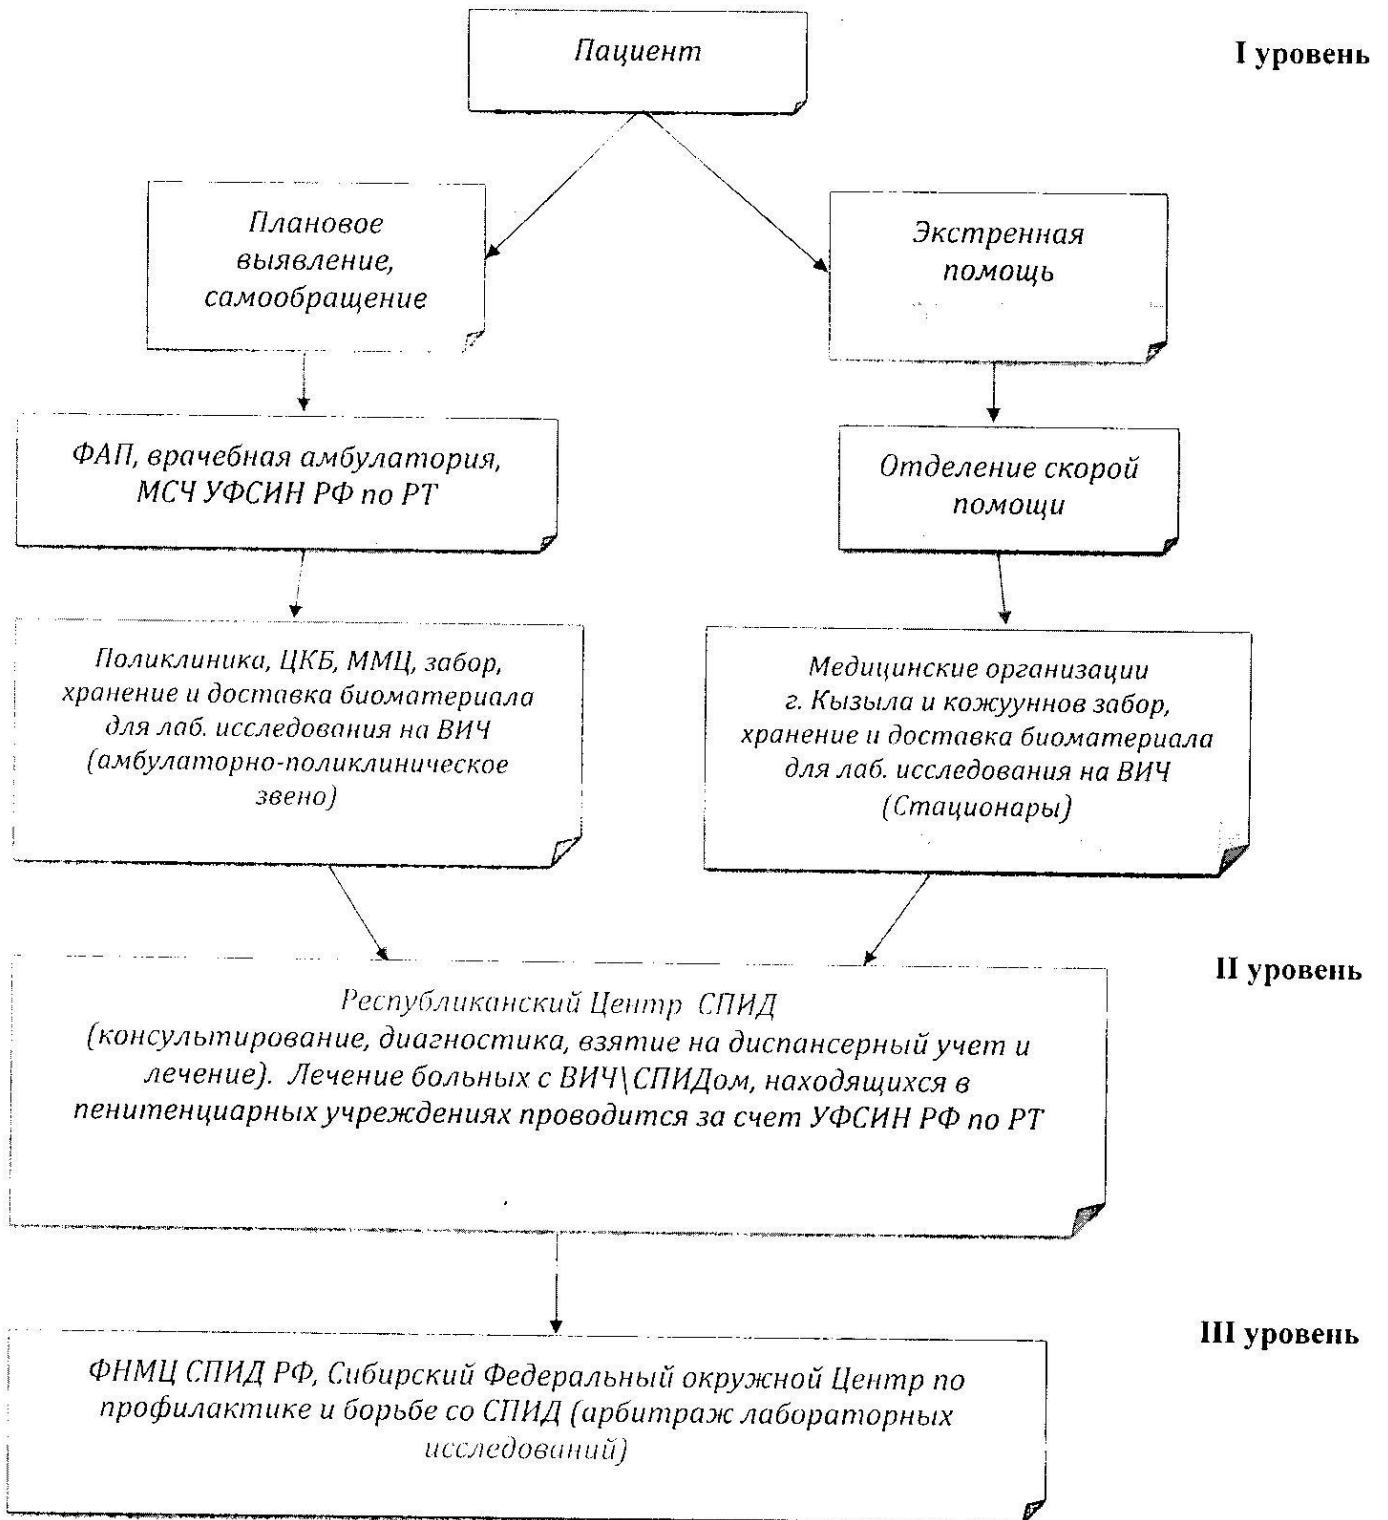 Пациент
I уровень
Плановое
выявление,
самообращение
Экстренная
помощь
ФАП, врачебная амбулатория,
МСЧ УФСИН РФ по РТ
Отделение скорой
помощи
Поликлиника, ЦКБ, ММЦ, забор,
хранение и доставка биоматериала
для лаб. исследования на ВИЧ
(амбулаторно-поликлиническое
звено)
Медицинские организации
г. Кызыла и кожууннов забор,
хранение и доставка биоматериала
для лаб. исследования на ВИЧ
(Стационары)
II уровень
Республиканский Центр СПИД
(консультирование, диагностика, взятие на диспансерный учет и
лечение). Лечение больных с ВИЧ\СПИДом, находящихся в
пенитенциарных учреждениях проводится за счет УФСИН РФ по РТ
III уровень
ФНМЦ СПИД РФ, Сибирский Федеральный окружной Центр по
профилактике и борьбе со СПИД (арбитраж лабораторных
исследований)